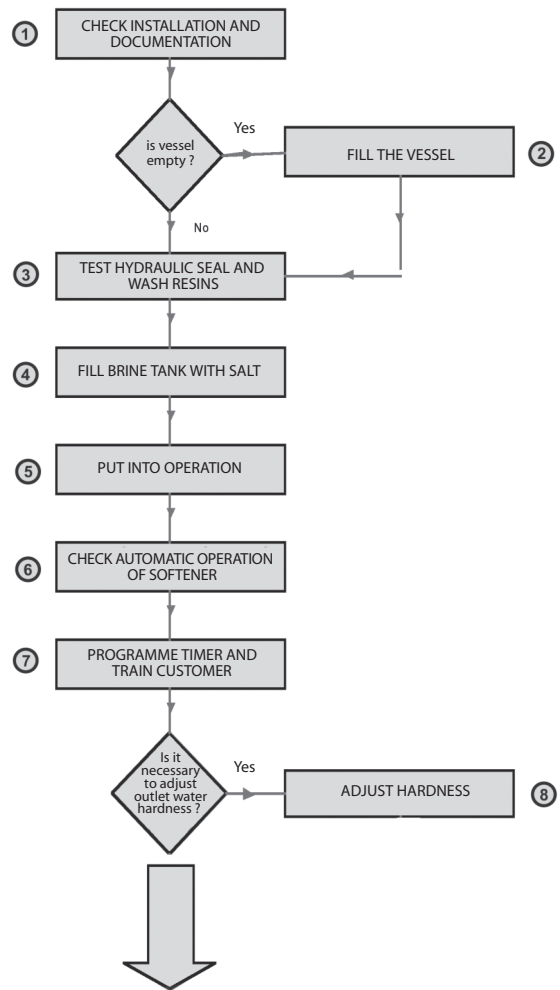 1
CHECK INSTALLATION AND
DOCUMENTATION
is vessel
empty ?
Yes
FILL THE VESSEL
2
No
3
TEST HYDRAULIC SEAL AND
WASH RESINS
4
FILL BRINE TANK WITH SALT
5
PUT INTO OPERATION
6
CHECK AUTOMATIC OPERATION
OF SOFTENER
7
PROGRAMME TIMER AND
TRAIN CUSTOMER
Is it
necessary
to adjust
outlet water
hardness ?
Yes
ADJUST HARDNESS
8